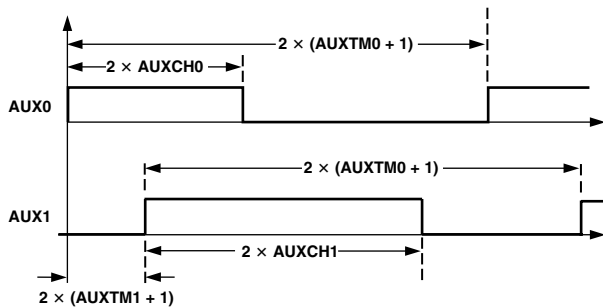 2 × (AUXTM0 + 1)
2 × AUXCH0
AUX0
2 × (AUXTM0 + 1)
AUX1
2 × AUXCH1
2 × (AUXTM1 + 1)